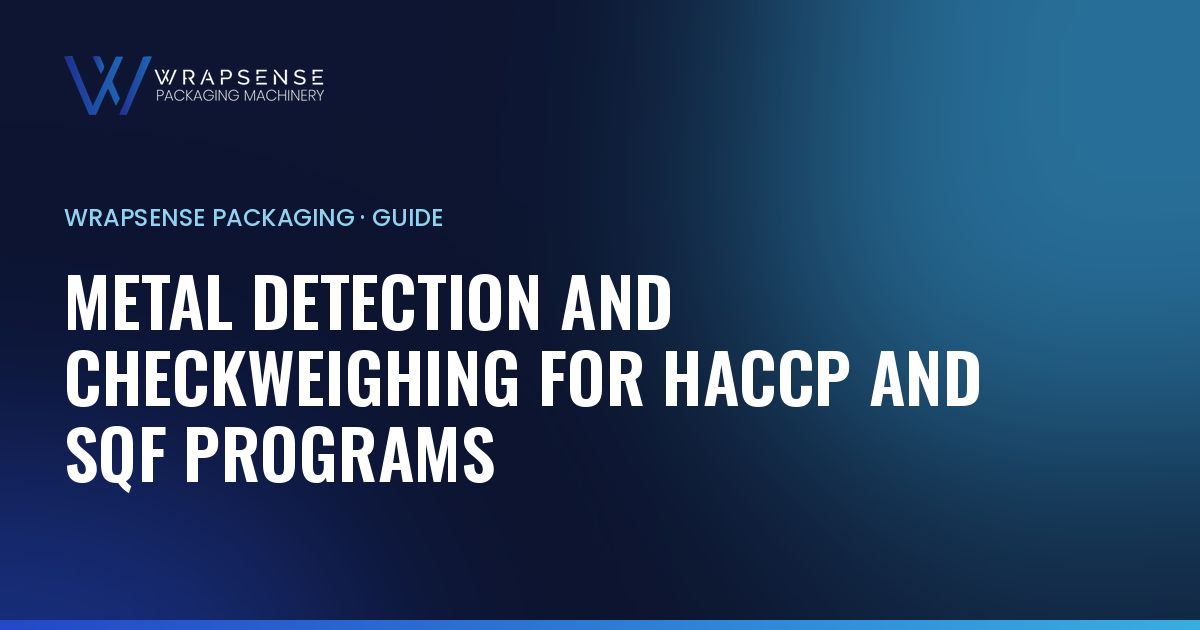 WRAPSENSE
PACKAGING MACHINERY
WRAPSENSE PACKAGING · GUIDE
METAL DETECTION AND
CHECKWEIGHING FOR HACCP AND
SQF PROGRAMS